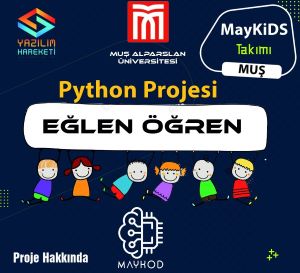 YAZILIM
HAREKETİ
MUŞ ALPARSLAN
ÜNİVERSİTESİ
MayKiDS
Takımı
MUŞ
Python Projesi
EĞLEN ÖĞREN
MAYKOD
Proje Hakkında